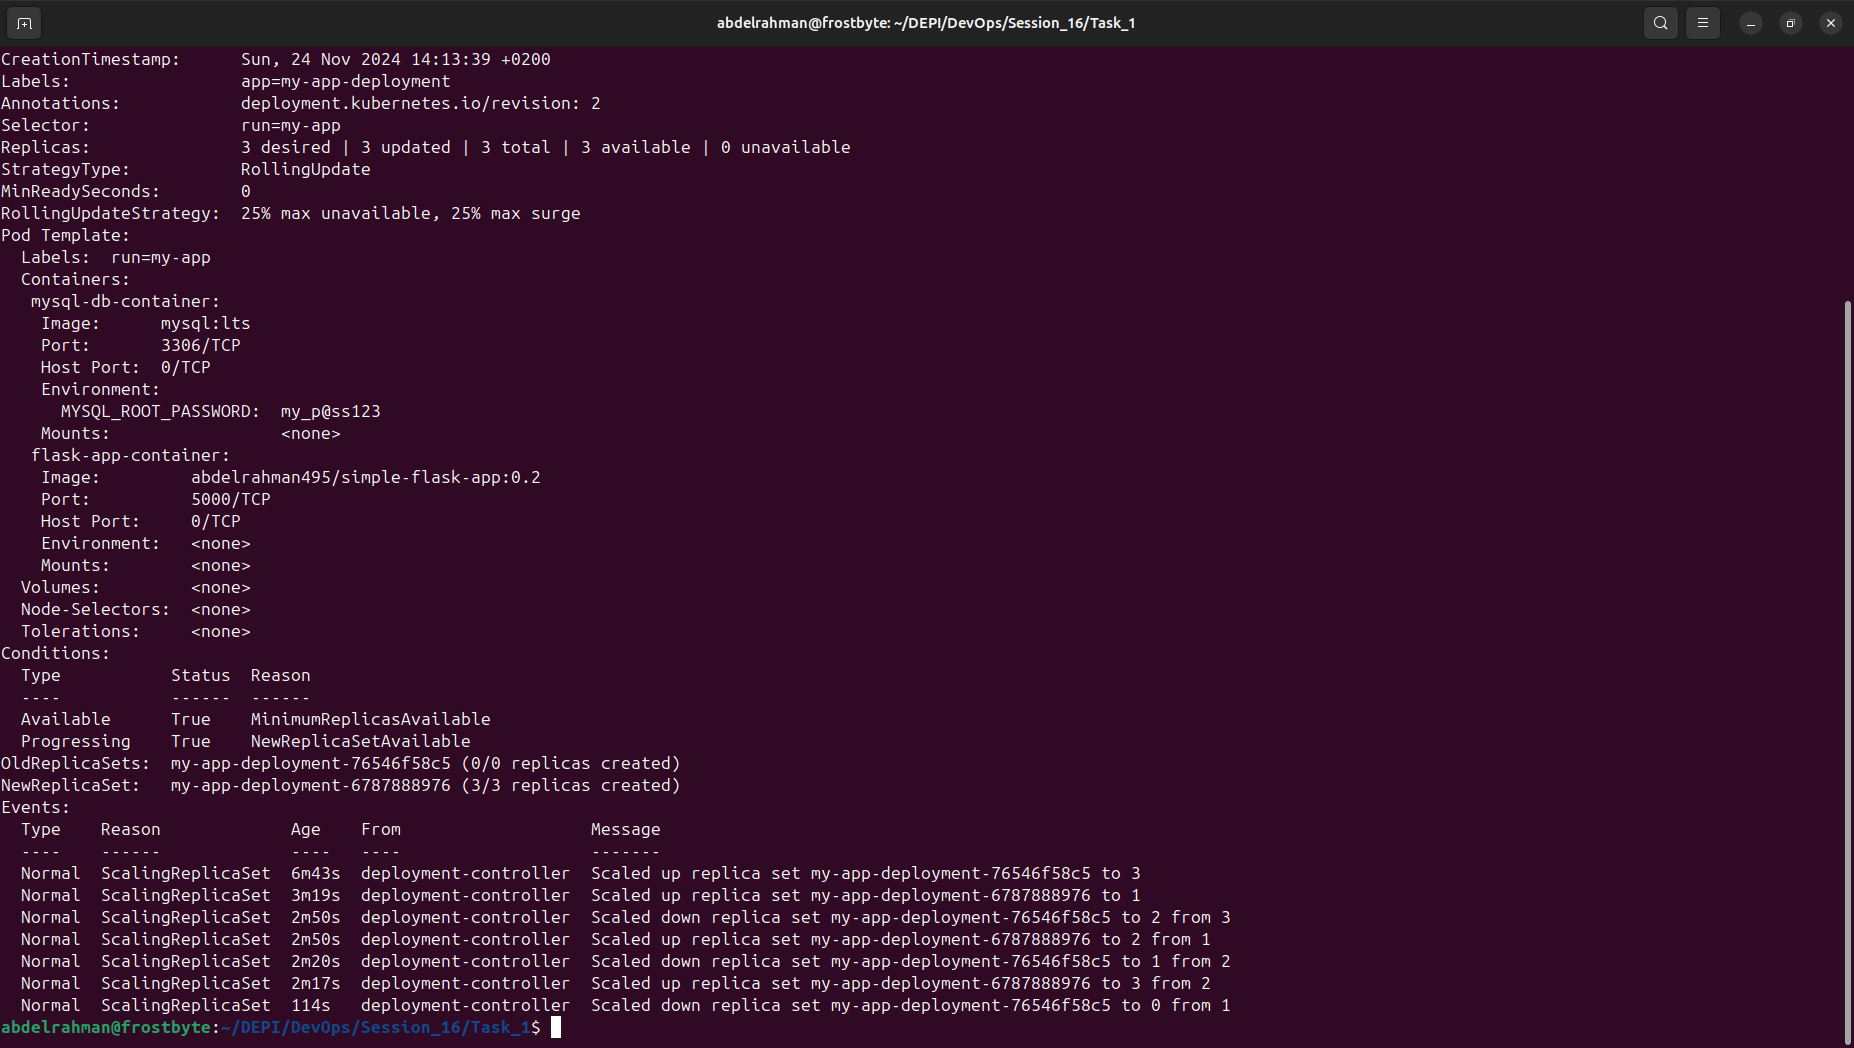 abdelrahman@frostbyte: ~/DEPI/DevOps/Session_16/Task_1
CreationTimestamp:      Sun, 24 Nov 2024 14:13:39 +0200
Labels:                 app=my-app-deployment
Annotations:            deployment.kubernetes.io/revision: 2
Selector:               run=my-app
Replicas:               3 desired | 3 updated | 3 total | 3 available | 0 unavailable
StrategyType:           RollingUpdate
MinReadySeconds:        0
RollingUpdateStrategy:  25% max unavailable, 25% max surge
Pod Template:
  Labels:  run=my-app
  Containers:
   mysql-db-container:
    Image:      mysql:lts
    Port:       3306/TCP
    Host Port:  0/TCP
    Environment:
      MYSQL_ROOT_PASSWORD:  my_p@ss123
    Mounts:                 <none>
   flask-app-container:
    Image:         abdelrahman495/simple-flask-app:0.2
    Port:          5000/TCP
    Host Port:     0/TCP
    Environment:   <none>
    Mounts:        <none>
  Volumes:         <none>
  Node-Selectors:  <none>
  Tolerations:     <none>
Conditions:
  Type           Status  Reason
  ----           ------  ------
  Available      True    MinimumReplicasAvailable
  Progressing    True    NewReplicaSetAvailable
OldReplicaSets:  my-app-deployment-76546f58c5 (0/0 replicas created)
NewReplicaSet:   my-app-deployment-6787888976 (3/3 replicas created)
Events:
  Type    Reason             Age    From                   Message
  ----    ------             ----   ----                   -------
  Normal  ScalingReplicaSet  6m43s  deployment-controller  Scaled up replica set my-app-deployment-76546f58c5 to 3
  Normal  ScalingReplicaSet  3m19s  deployment-controller  Scaled up replica set my-app-deployment-6787888976 to 1
  Normal  ScalingReplicaSet  2m50s  deployment-controller  Scaled down replica set my-app-deployment-76546f58c5 to 2 from 3
  Normal  ScalingReplicaSet  2m50s  deployment-controller  Scaled up replica set my-app-deployment-6787888976 to 2 from 1
  Normal  ScalingReplicaSet  2m20s  deployment-controller  Scaled down replica set my-app-deployment-76546f58c5 to 1 from 2
  Normal  ScalingReplicaSet  2m17s  deployment-controller  Scaled up replica set my-app-deployment-6787888976 to 3 from 2
  Normal  ScalingReplicaSet  114s   deployment-controller  Scaled down replica set my-app-deployment-76546f58c5 to 0 from 1
abdelrahman@frostbyte:~/DEPI/DevOps/Session_16/Task_1$